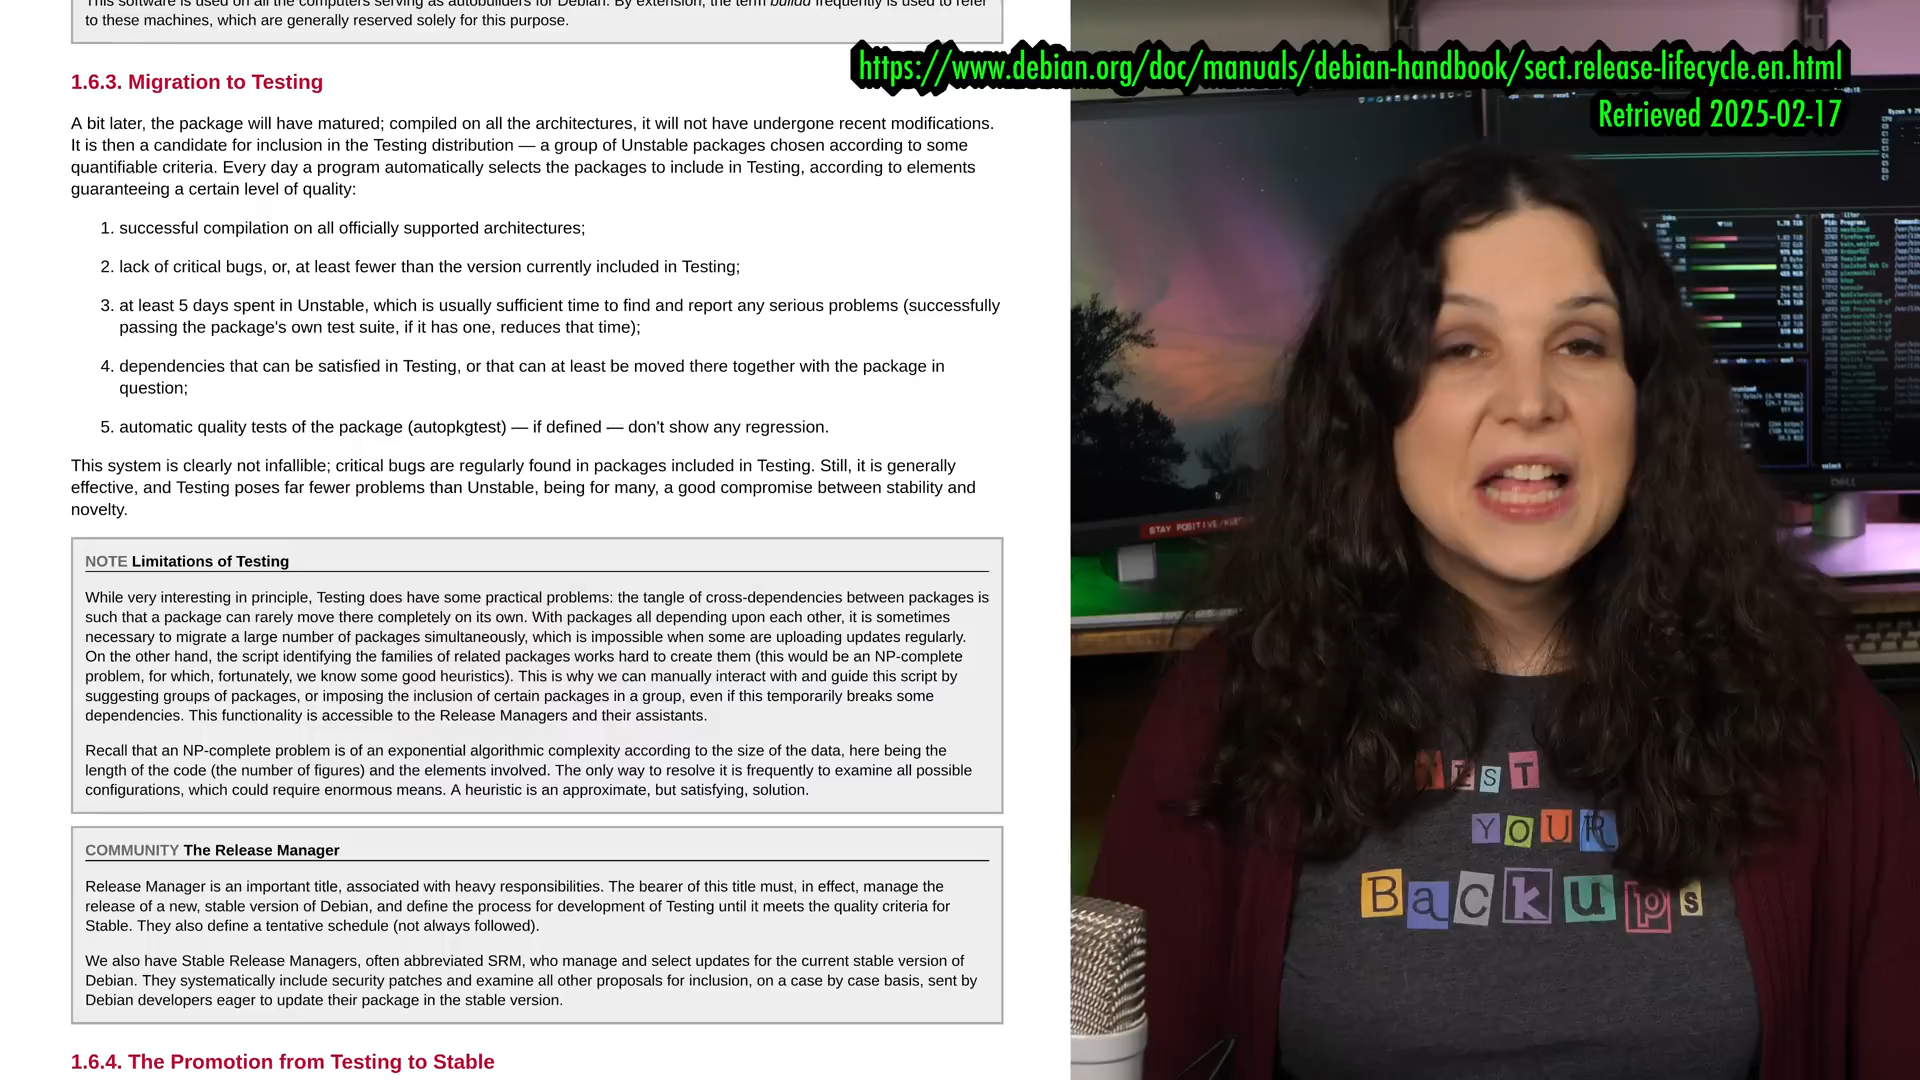 This software is used on all the computers serving as autobuilders for Debian. By extension, the term buildd frequently is used to refer
to these machines, which are generally reserved solely for this purpose.
https://www.debian.org/doc/manuals/debian-handbook/sect.release-lifecycle.en.html
Retrieved 2025-02-17
1.6.3. Migration to Testing
A bit later, the package will have matured; compiled on all the architectures, it will not have undergone recent modifications.
It is then a candidate for inclusion in the Testing distribution — a group of Unstable packages chosen according to some
quantifiable criteria. Every day a program automatically selects the packages to include in Testing, according to elements
guaranteeing a certain level of quality:
1. successful compilation on all officially supported architectures;
2. lack of critical bugs, or, at least fewer than the version currently included in Testing;
3. at least 5 days spent in Unstable, which is usually sufficient time to find and report any serious problems (successfully
passing the package's own test suite, if it has one, reduces that time);
4. dependencies that can be satisfied in Testing, or that can at least be moved there together with the package in
question;
5. automatic quality tests of the package (autopkgtest) — if defined — don't show any regression.
This system is clearly not infallible; critical bugs are regularly found in packages included in Testing. Still, it is generally
effective, and Testing poses far fewer problems than Unstable, being for many, a good compromise between stability and
novelty.
NOTE Limitations of Testing
While very interesting in principle, Testing does have some practical problems: the tangle of cross-dependencies between packages is
such that a package can rarely move there completely on its own. With packages all depending upon each other, it is sometimes
necessary to migrate a large number of packages simultaneously, which is impossible when some are uploading updates regularly.
On the other hand, the script identifying the families of related packages works hard to create them (this would be an NP-complete
problem, for which, fortunately, we know some good heuristics). This is why we can manually interact with and guide this script by
suggesting groups of packages, or imposing the inclusion of certain packages in a group, even if this temporarily breaks some
dependencies. This functionality is accessible to the Release Managers and their assistants.
Recall that an NP-complete problem is of an exponential algorithmic complexity according to the size of the data, here being the
length of the code (the number of figures) and the elements involved. The only way to resolve it is frequently to examine all possible
configurations, which could require enormous means. A heuristic is an approximate, but satisfying, solution.
COMMUNITY The Release Manager
Release Manager is an important title, associated with heavy responsibilities. The bearer of this title must, in effect, manage the
release of a new, stable version of Debian, and define the process for development of Testing until it meets the quality criteria for
Stable. They also define a tentative schedule (not always followed).
We also have Stable Release Managers, often abbreviated SRM, who manage and select updates for the current stable version of
Debian. They systematically include security patches and examine all other proposals for inclusion, on a case by case basis, sent by
Debian developers eager to update their package in the stable version.
1.6.4. The Promotion from Testing to Stable
STAY POSITIVE
DELL
TEST
YOUR
BaCkups